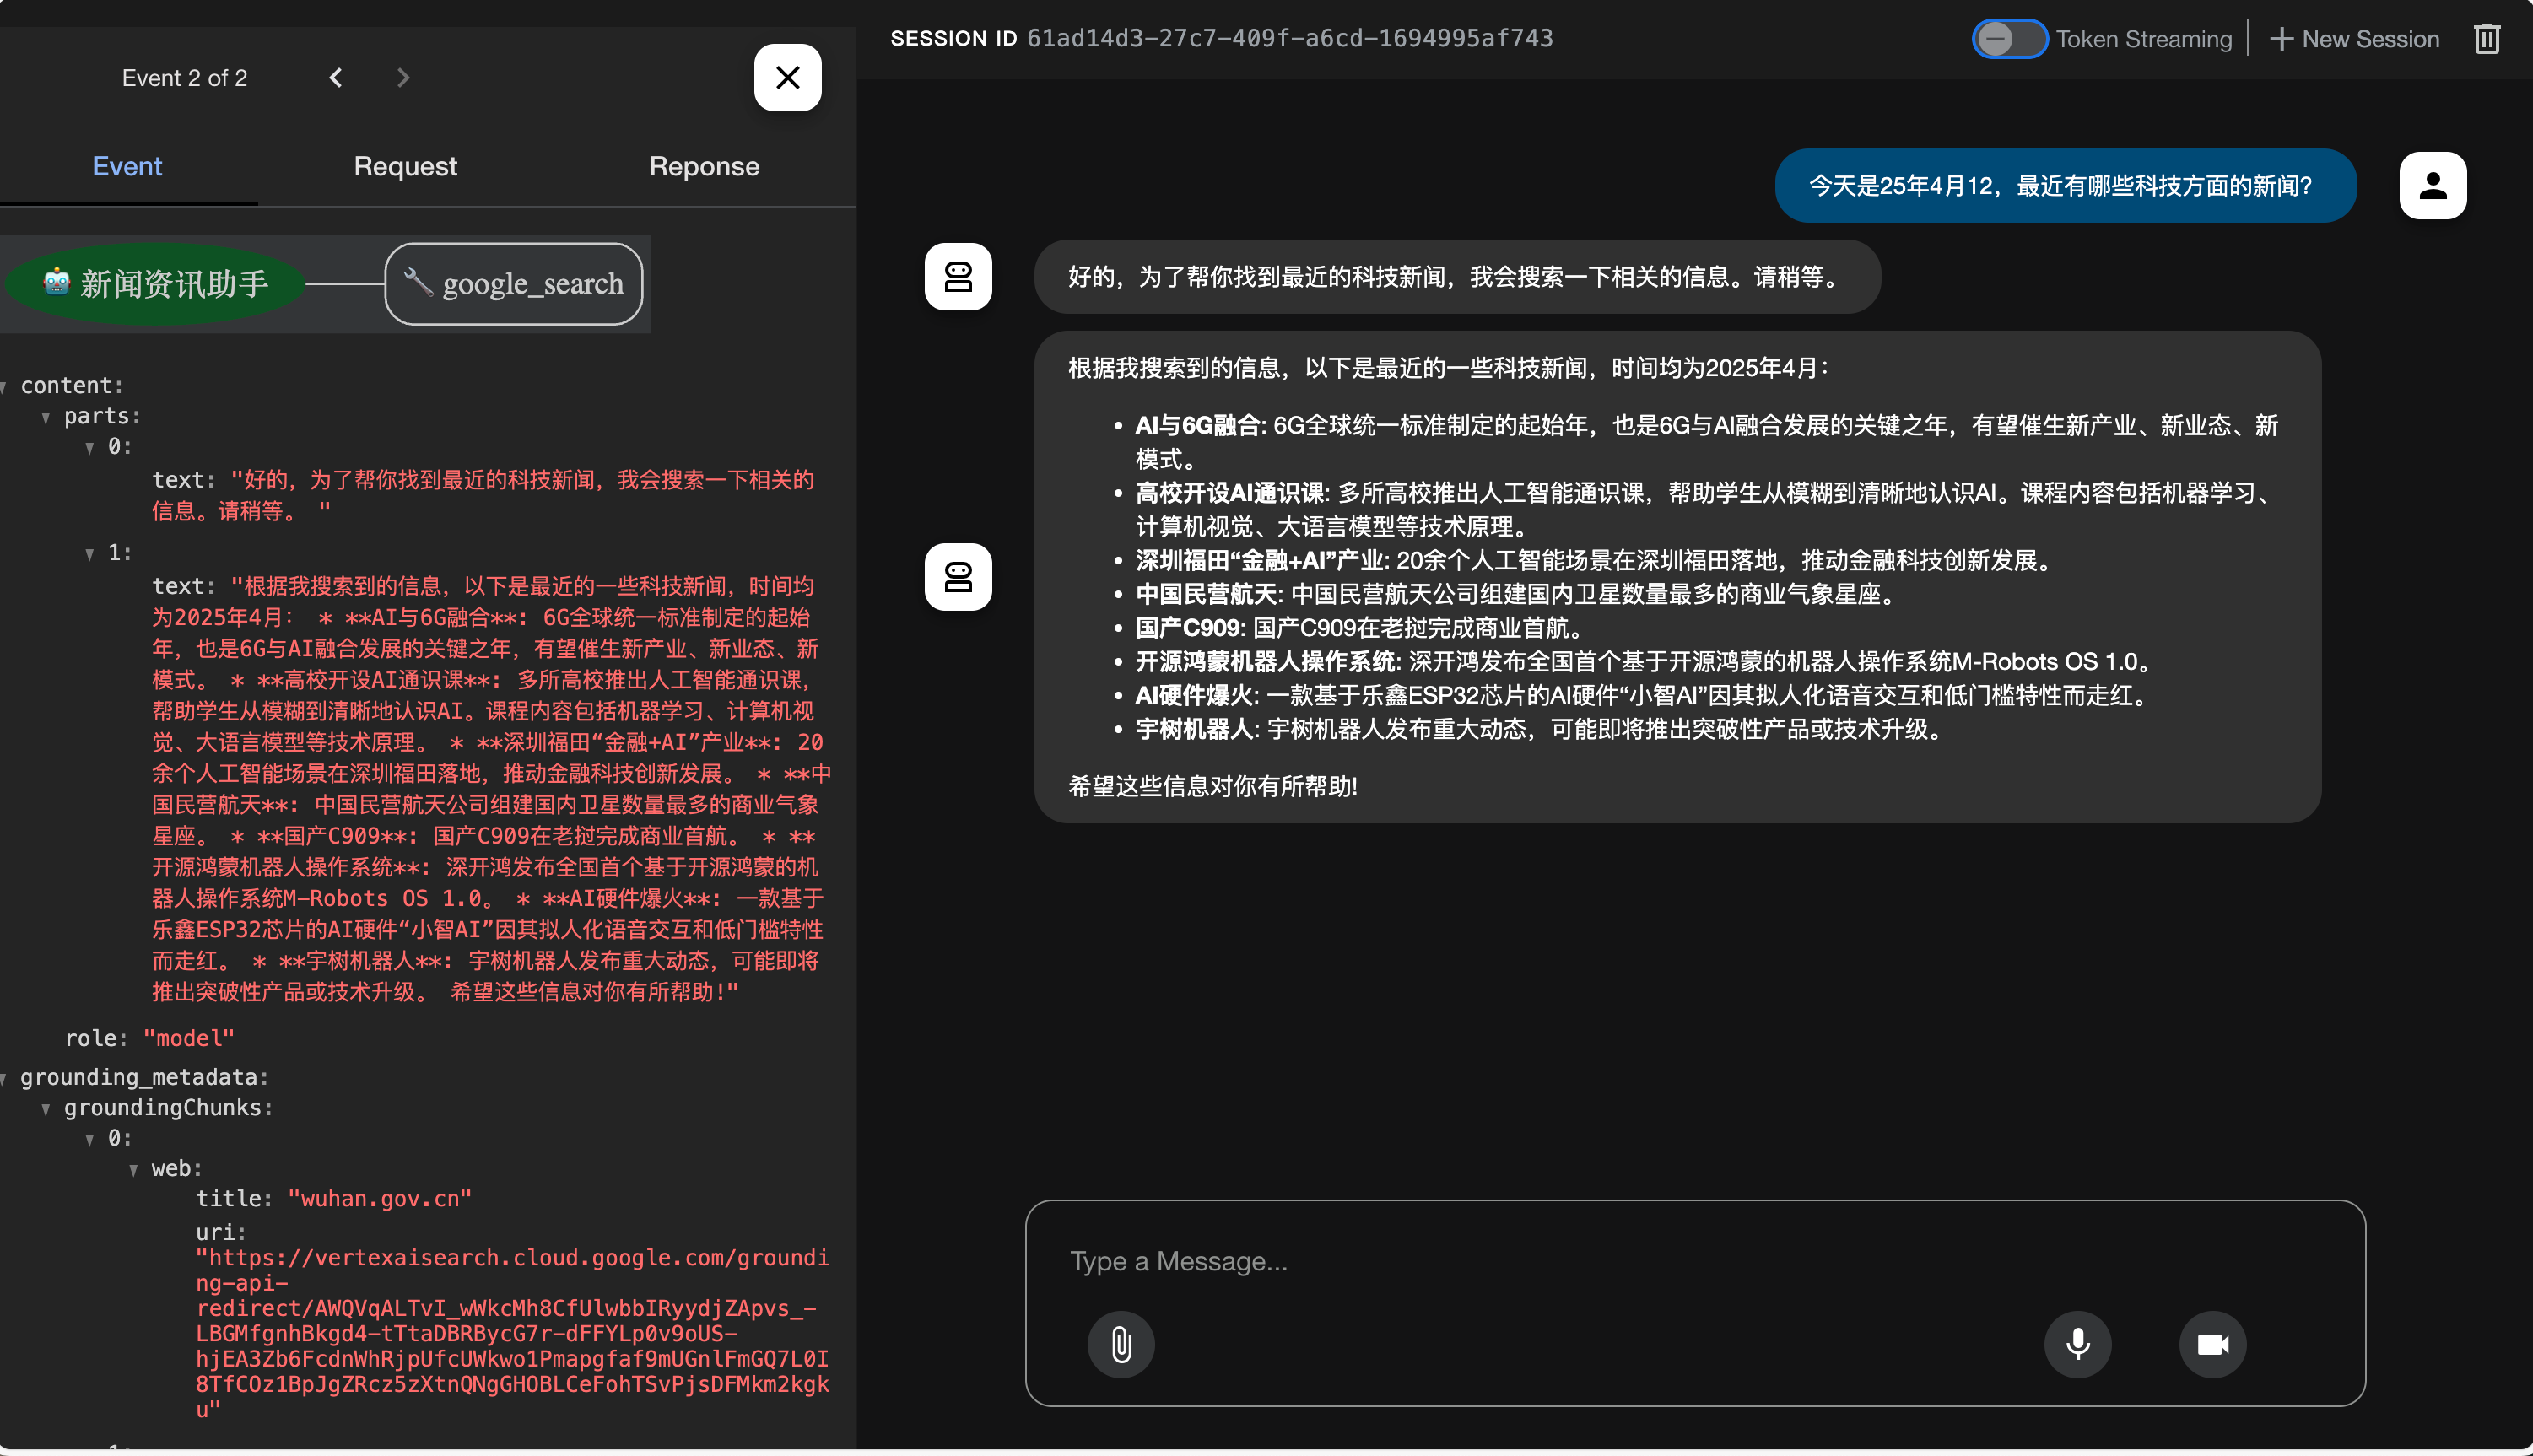 Event 2 of 2
Event
Request
Reponse
🤖 新闻资讯助手
🔧 google_search
content:
parts:
0:
text: "好的，为了帮你找到最近的科技新闻，我会搜索一下相关的
信息。请稍等。 "
1:
text: "根据我搜索到的信息，以下是最近的一些科技新闻，时间均
为2025年4月： * **AI与6G融合**: 6G全球统一标准制定的起始
年，也是6G与AI融合发展的关键之年，有望催生新产业、新业态、新
模式。 * **高校开设AI通识课**: 多所高校推出人工智能通识课，
帮助学生从模糊到清晰地认识AI。课程内容包括机器学习、计算机视
觉、大语言模型等技术原理。 * **深圳福田“金融+AI”产业**: 20
余个人工智能场景在深圳福田落地，推动金融科技创新发展。 * **中
国民营航天**: 中国民营航天公司组建国内卫星数量最多的商业气象
星座。 * **国产C909**: 国产C909在老挝完成商业首航。 * **
开源鸿蒙机器人操作系统**: 深开鸿发布全国首个基于开源鸿蒙的机
器人操作系统M-Robots OS 1.0。 * **AI硬件爆火**: 一款基于
乐鑫ESP32芯片的AI硬件“小智AI”因其拟人化语音交互和低门槛特性
而走红。 * **宇树机器人**: 宇树机器人发布重大动态，可能即将
推出突破性产品或技术升级。 希望这些信息对你有所帮助!"
role: "model"
grounding_metadata:
groundingChunks:
0:
web:
title: "wuhan.gov.cn"
uri:
"https://vertexaisearch.cloud.google.com/groundi
ng-api-
redirect/AWQVqALTvI_wWkcMh8CfUlwbbIRyydjZApvs_-
LBGMfgnhBkgd4-tTtaDBRBycG7r-dFFYLp0v9oUS-
hjEA3Zb6FcdnWhRjpUfcUWkwo1Pmapgfaf9mUGnlFmGQ7L0I
8TfCOz1BpJgZRcz5zXtnQNgGHOBLCeFohTSvPjsDFMkm2kgk
u"
SESSION ID 61ad14d3-27c7-409f-a6cd-1694995af743
Token Streaming
New Session
今天是25年4月12，最近有哪些科技方面的新闻?
好的，为了帮你找到最近的科技新闻，我会搜索一下相关的信息。请稍等。
根据我搜索到的信息，以下是最近的一些科技新闻，时间均为2025年4月：
• AI与6G融合: 6G全球统一标准制定的起始年，也是6G与AI融合发展的关键之年，有望催生新产业、新业态、新
模式。
• 高校开设AI通识课: 多所高校推出人工智能通识课，帮助学生从模糊到清晰地认识AI。课程内容包括机器学习、
计算机视觉、大语言模型等技术原理。
• 深圳福田“金融+AI”产业: 20余个人工智能场景在深圳福田落地，推动金融科技创新发展。
• 中国民营航天: 中国民营航天公司组建国内卫星数量最多的商业气象星座。
• 国产C909: 国产C909在老挝完成商业首航。
• 开源鸿蒙机器人操作系统: 深开鸿发布全国首个基于开源鸿蒙的机器人操作系统M-Robots OS 1.0。
• AI硬件爆火: 一款基于乐鑫ESP32芯片的AI硬件“小智AI”因其拟人化语音交互和低门槛特性而走红。
• 宇树机器人: 宇树机器人发布重大动态，可能即将推出突破性产品或技术升级。
希望这些信息对你有所帮助!
Type a Message...